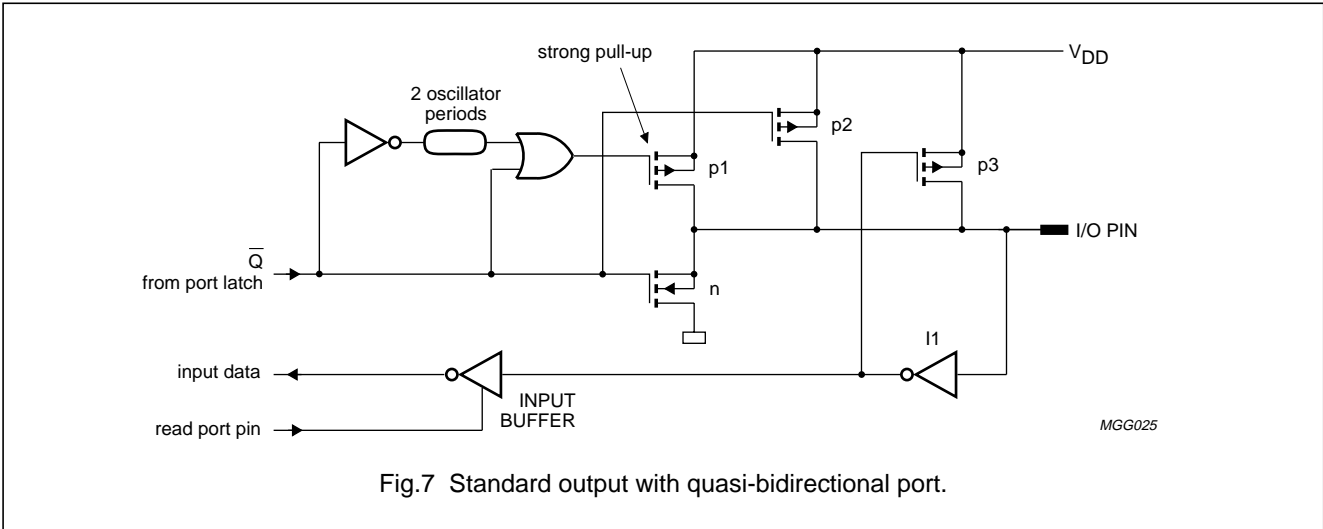 strong pull-up
VDD
2 oscillator
periods
p2
p1
p3
I/O PIN
Q̅
from port latch
n
I1
input data
INPUT
BUFFER
read port pin
MGG025
Fig.7 Standard output with quasi-bidirectional port.